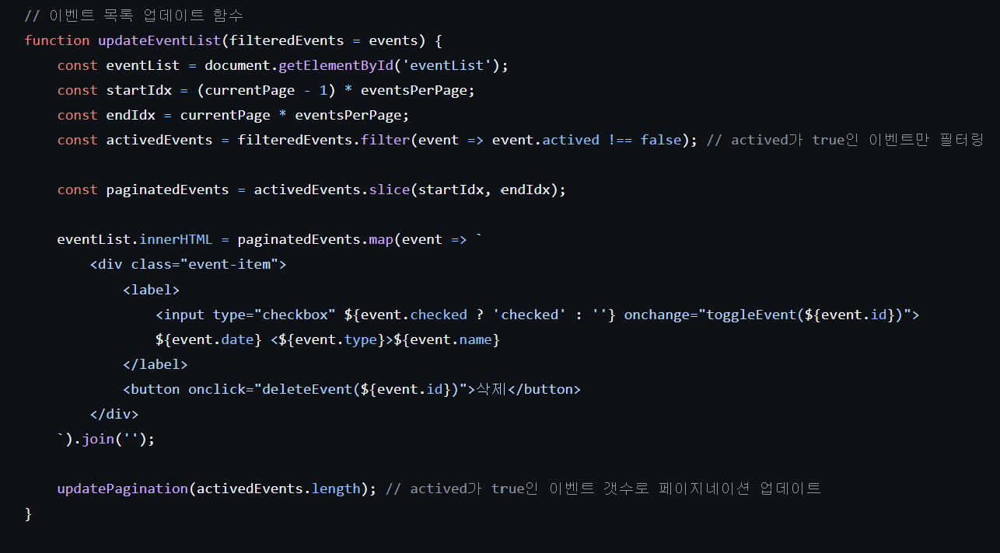 // 이벤트 목록 업데이트 함수
function updateEventList(filteredEvents = events) {
    const eventList = document.getElementById('eventList');
    const startIdx = (currentPage - 1) * eventsPerPage;
    const endIdx = currentPage * eventsPerPage;
    const activedEvents = filteredEvents.filter(event => event.actived !== false); // actived가 true인 이벤트만 필터링

    const paginatedEvents = activedEvents.slice(startIdx, endIdx);

    eventList.innerHTML = paginatedEvents.map(event => `
        <div class="event-item">
            <label>
                <input type="checkbox" ${event.checked ? 'checked' : ''} onchange="toggleEvent(${event.id})">
                ${event.date} <${event.type}>${event.name}
            </label>
            <button onclick="deleteEvent(${event.id})">삭제</button>
        </div>
    `).join('');

    updatePagination(activedEvents.length); // actived가 true인 이벤트 갯수로 페이지네이션 업데이트
}